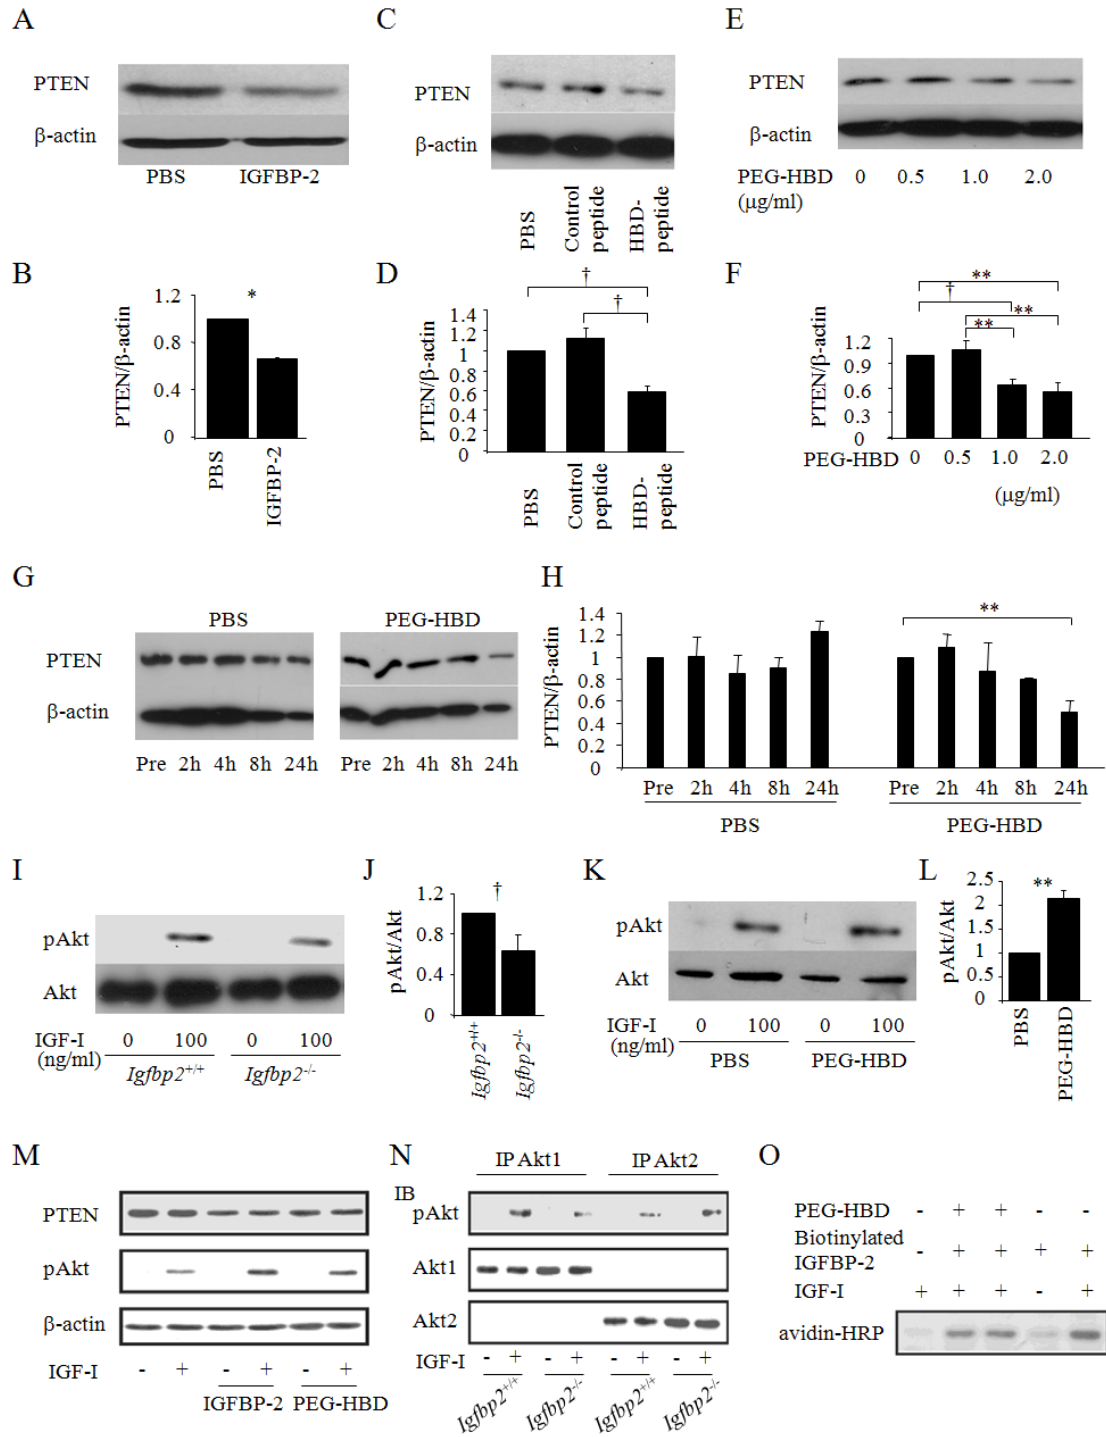 A
PTEN
β-actin
PBS IGFBP-2
C
PTEN
β-actin
PBS
Control peptide
HBD-peptide
E
PTEN
β-actin
PEG-HBD 0 0.5 1.0 2.0
(μg/ml)
B
PTEN/β-actin
1.2
0.8
0.4
0
*
PBS
IGFBP-2
D
PTEN/β-actin
1.4
1.2
1
0.8
0.6
0.4
0.2
0
†
†
PBS
Control peptide
HBD-peptide
F
PTEN/β-actin
1.2
0.9
0.6
0.3
0
**
†
**
**
PEG-HBD 0 0.5 1.0 2.0
(μg/ml)
G
PBS PEG-HBD
PTEN
β-actin
Pre 2h 4h 8h 24h Pre 2h 4h 8h 24h
H
PTEN/β-actin
1.4
1.2
1
0.8
0.6
0.4
0.2
0
**
Pre 2h 4h 8h 24h Pre 2h 4h 8h 24h
PBS PEG-HBD
I
pAkt
Akt
IGF-I 0 100 0 100
(ng/ml)
Igfbp2+/+ Igfbp2-/-
J
pAkt/Akt
1.2
0.8
0.4
0
†
Igfbp2+/+
Igfbp2-/-
K
pAkt
Akt
IGF-I 0 100 0 100
(ng/ml)
PBS PEG-HBD
L
pAkt/Akt
2.5
2
1.5
1
0.5
0
**
PBS
PEG-HBD
M
PTEN
pAkt
β-actin
IGF-I - + - + - +
IGFBP-2 PEG-HBD
N
IP Akt1 IP Akt2
IB
pAkt
Akt1
Akt2
IGF-I - + - + - + - +
Igfbp2+/+ Igfbp2-/- Igfbp2+/+ Igfbp2-/-
O
PEG-HBD - + + - -
Biotinylated
IGFBP-2 - + + + +
IGF-I + + + - +
avidin-HRP